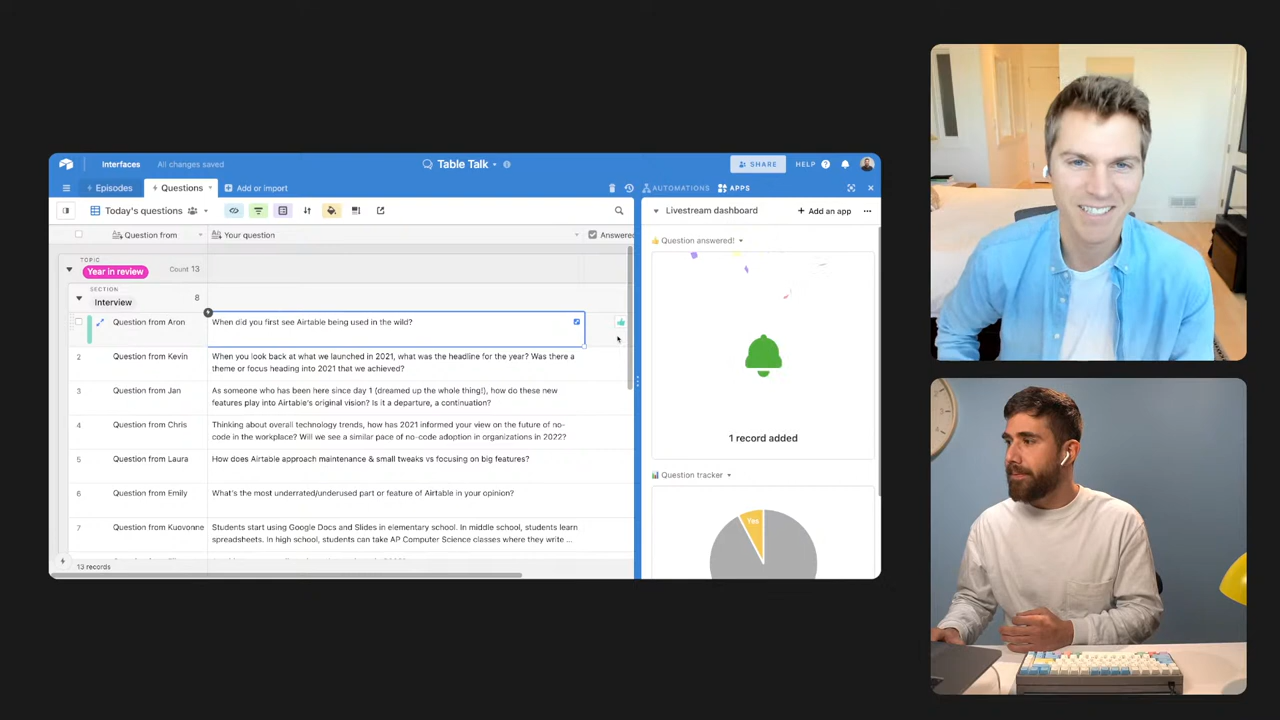 Interfaces
All changes saved
Table Talk
SHARE
HELP
Episodes
Questions
Add or import
AUTOMATIONS
APPS
Today's questions
Livestream dashboard
Add an app
Question from
Your question
Answered
Question answered!
TOPIC
Year in review
Count 13
SECTION
Interview
8
Question from Aron
When did you first see Airtable being used in the wild?
2
Question from Kevin
When you look back at what we launched in 2021, what was the headline for the year? Was there a
theme or focus heading into 2021 that we achieved?
3
Question from Jan
As someone who has been here since day 1 (dreamed up the whole thing!), how do these new
features play into Airtable's original vision? Is it a departure, a continuation?
4
Question from Chris
Thinking about overall technology trends, how has 2021 informed your view on the future of no-
code in the workplace? Will we see a similar pace of no-code adoption in organizations in 2022?
5
Question from Laura
How does Airtable approach maintenance & small tweaks vs focusing on big features?
6
Question from Emily
What's the most underrated/underused part or feature of Airtable in your opinion?
7
Question from Kuovonne
Students start using Google Docs and Slides in elementary school. In middle school, students learn
spreadsheets. In high school, students can take AP Computer Science classes where they write ...
13 records
1 record added
Question tracker
Yes